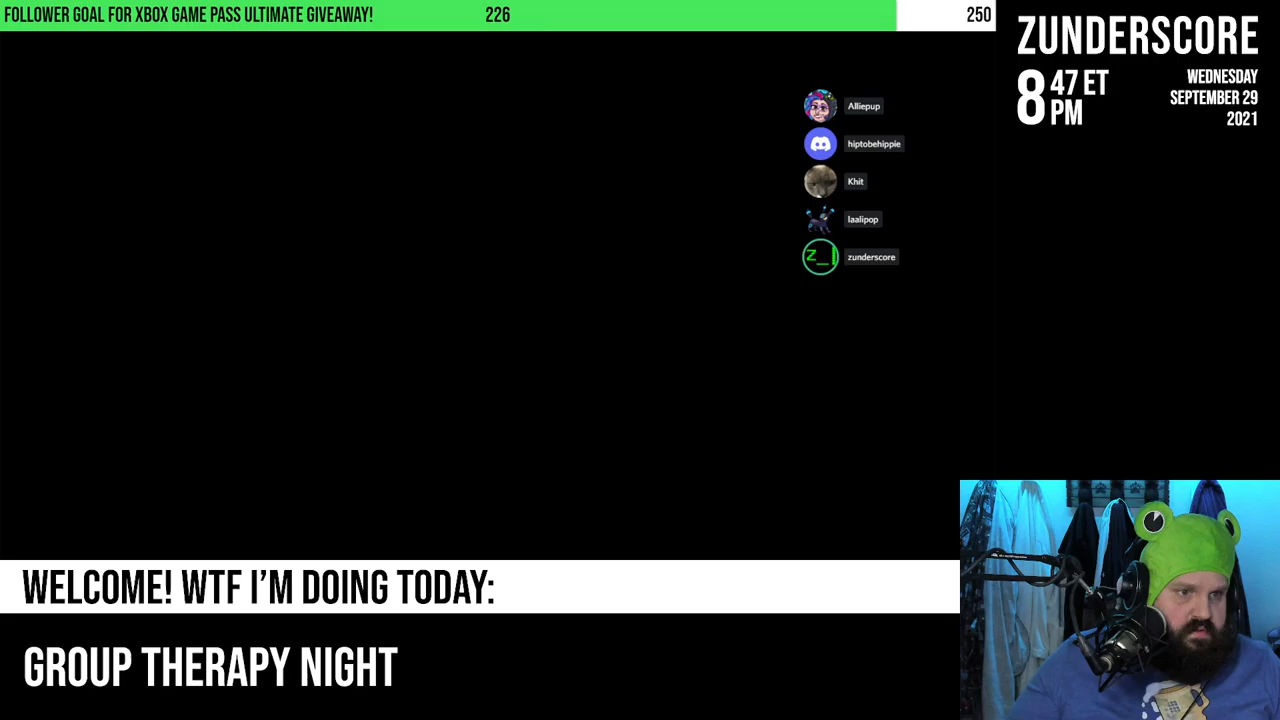 FOLLOWER GOAL FOR XBOX GAME PASS ULTIMATE GIVEAWAY! 226 250
ZUNDERSCORE
8 47 ET PM
WEDNESDAY
SEPTEMBER 29
2021
Alliepup
hiptobehippie
Khit
laalipop
z_
zunderscore
WELCOME! WTF I'M DOING TODAY:
GROUP THERAPY NIGHT